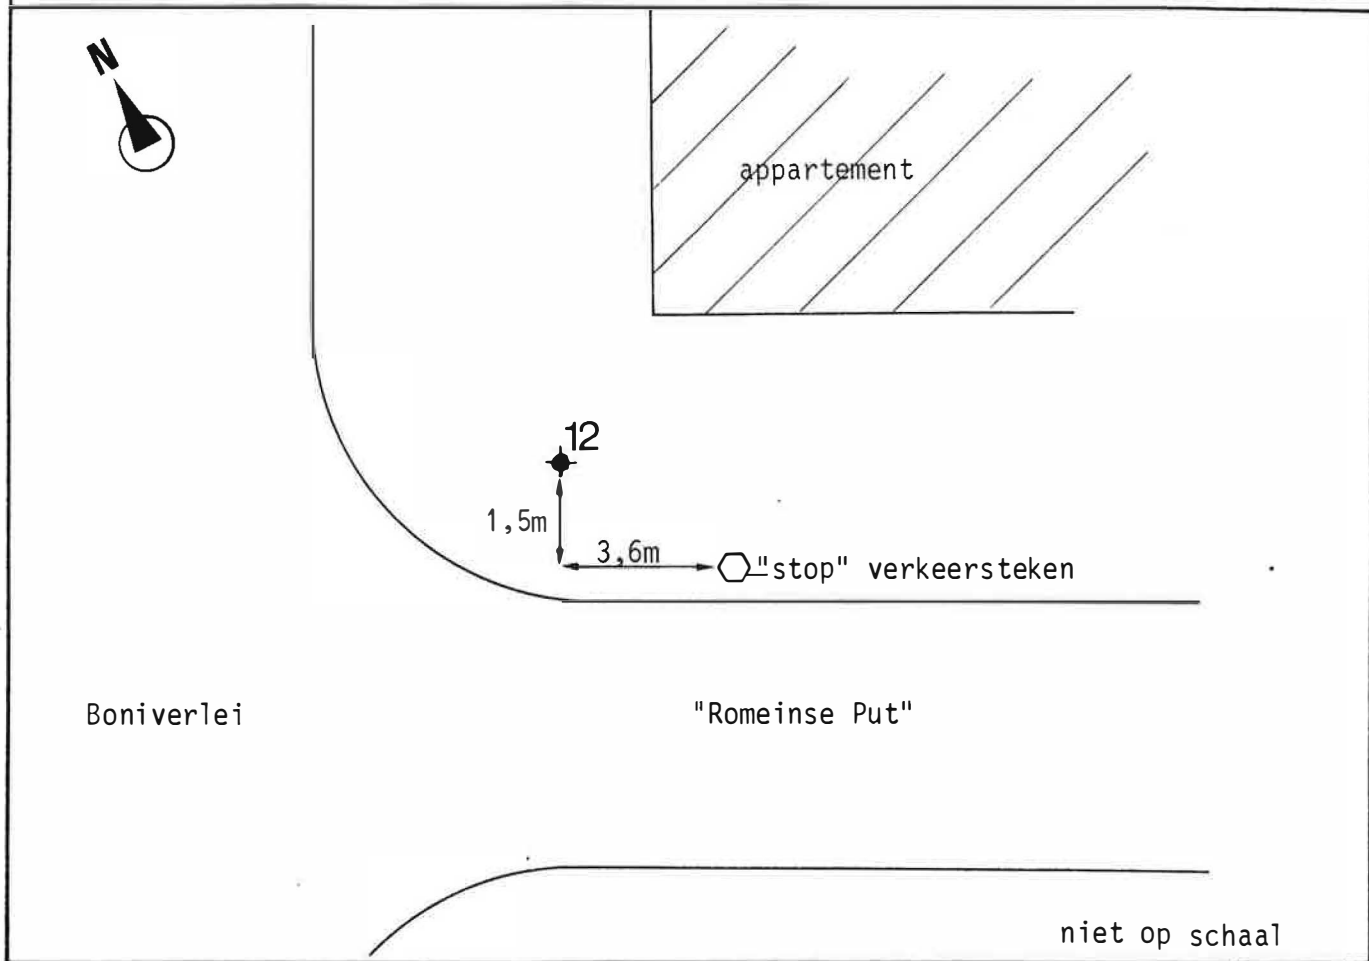 N
appartement
12
1,5m
3,6m
"stop" verkeersteken
Boniverlei
"Romeinse Put"
niet op schaal